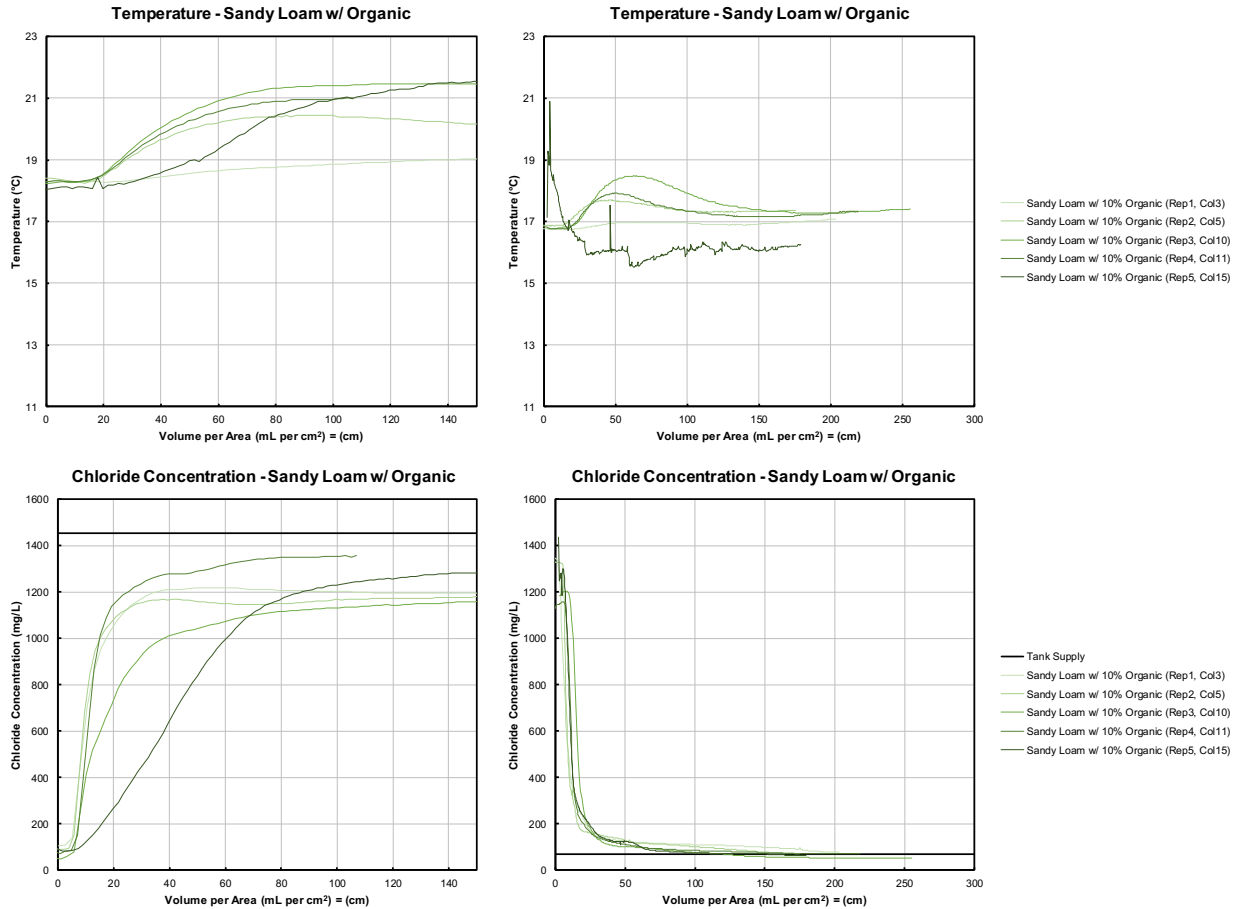 Temperature - Sandy Loam w/ Organic
23
21
19
17
15
13
11
Temperature (°C)
0 20 40 60 80 100 120 140
Volume per Area (mL per cm²) = (cm)
Temperature - Sandy Loam w/ Organic
23
21
19
17
15
13
11
Temperature (°C)
0 50 100 150 200 250 300
Volume per Area (mL per cm²) = (cm)
Sandy Loam w/ 10% Organic (Rep1, Col3)
Sandy Loam w/ 10% Organic (Rep2, Col5)
Sandy Loam w/ 10% Organic (Rep3, Col10)
Sandy Loam w/ 10% Organic (Rep4, Col11)
Sandy Loam w/ 10% Organic (Rep5, Col15)
Chloride Concentration - Sandy Loam w/ Organic
1600
1400
1200
1000
800
600
400
200
0
Chloride Concentration (mg/L)
0 20 40 60 80 100 120 140
Volume per Area (mL per cm²) = (cm)
Chloride Concentration - Sandy Loam w/ Organic
1600
1400
1200
1000
800
600
400
200
0
Chloride Concentration (mg/L)
0 50 100 150 200 250 300
Volume per Area (mL per cm²) = (cm)
Tank Supply
Sandy Loam w/ 10% Organic (Rep1, Col3)
Sandy Loam w/ 10% Organic (Rep2, Col5)
Sandy Loam w/ 10% Organic (Rep3, Col10)
Sandy Loam w/ 10% Organic (Rep4, Col11)
Sandy Loam w/ 10% Organic (Rep5, Col15)